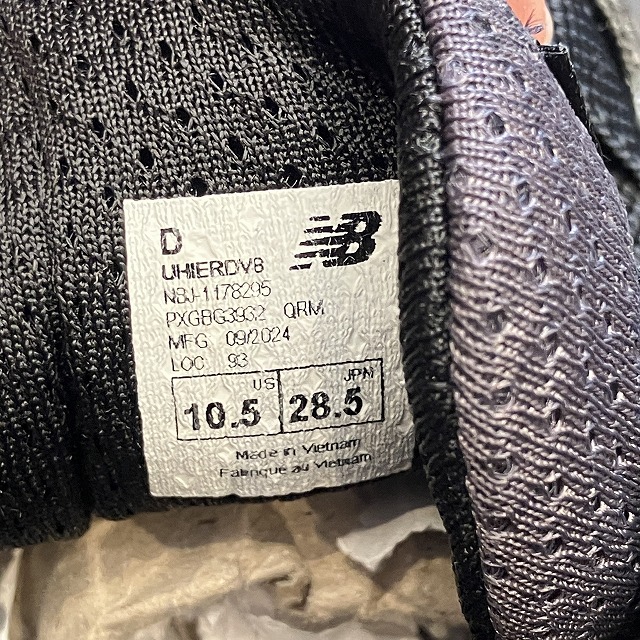 D
NB
UHIERDV8
NBJ-1178295
PXGBG3932 QRM
MFG 09/2024
LOC 93
US JPN
10.5 28.5
Made in Vietnam
Fabriqué au Vietnam